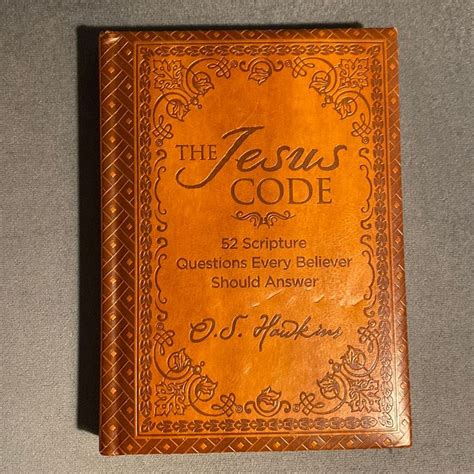 THE Jesus
CODE
52 Scripture
Questions Every Believer
Should Answer
O.S. Hawkins